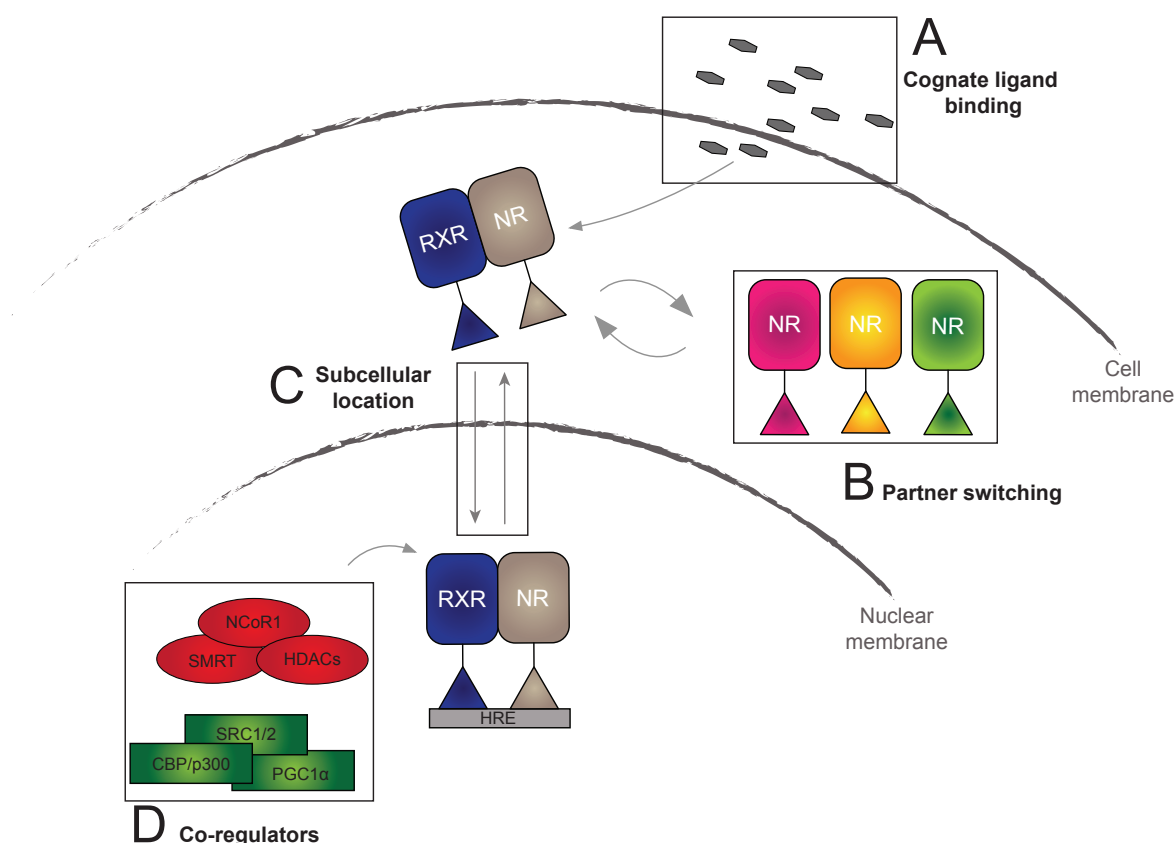 A
Cognate ligand
binding
RXR
NR
NR
NR
NR
Cell
membrane
C
Subcellular
location
B
Partner switching
RXR
NR
HRE
Nuclear
membrane
NCoR1
SMRT
HDACs
SRC1/2
CBP/p300
PGC1α
D
Co-regulators